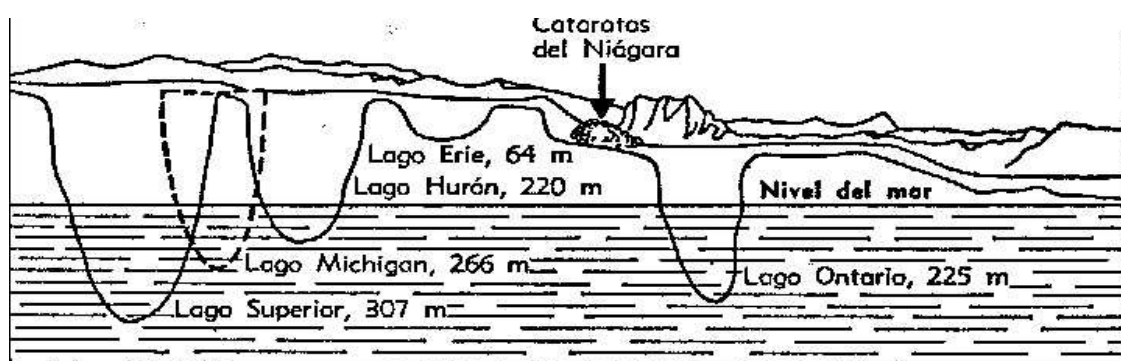 Cataratas
del Niágara
Lago Erie, 64 m
Lago Hurón, 220 m
Nivel del mar
Lago Michigan, 266 m
Lago Ontario, 225 m
Lago Superior, 307 m